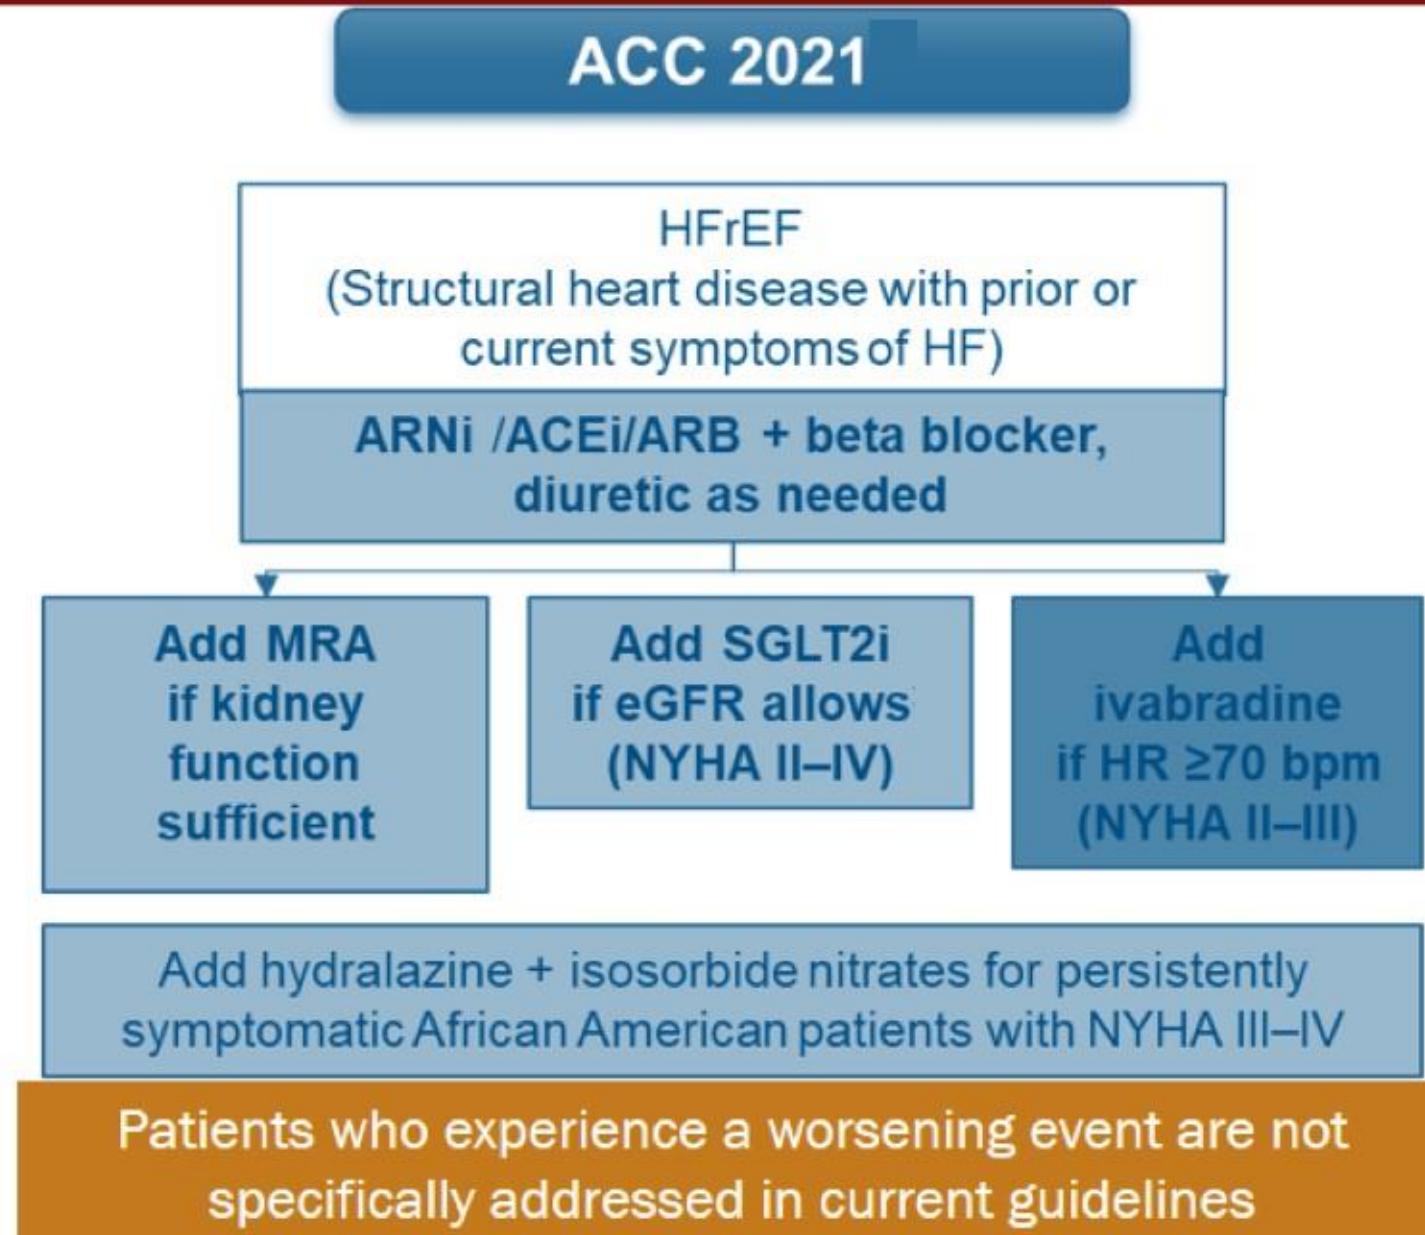 ACC 2021
HFrEF
(Structural heart disease with prior or
current symptoms of HF)
ARNi /ACEi/ARB + beta blocker,
diuretic as needed
Add MRA
if kidney
function
sufficient
Add SGLT2i
if eGFR allows
(NYHA II–IV)
Add
ivabradine
if HR ≥70 bpm
(NYHA II–III)
Add hydralazine + isosorbide nitrates for persistently
symptomatic African American patients with NYHA III–IV
Patients who experience a worsening event are not
specifically addressed in current guidelines